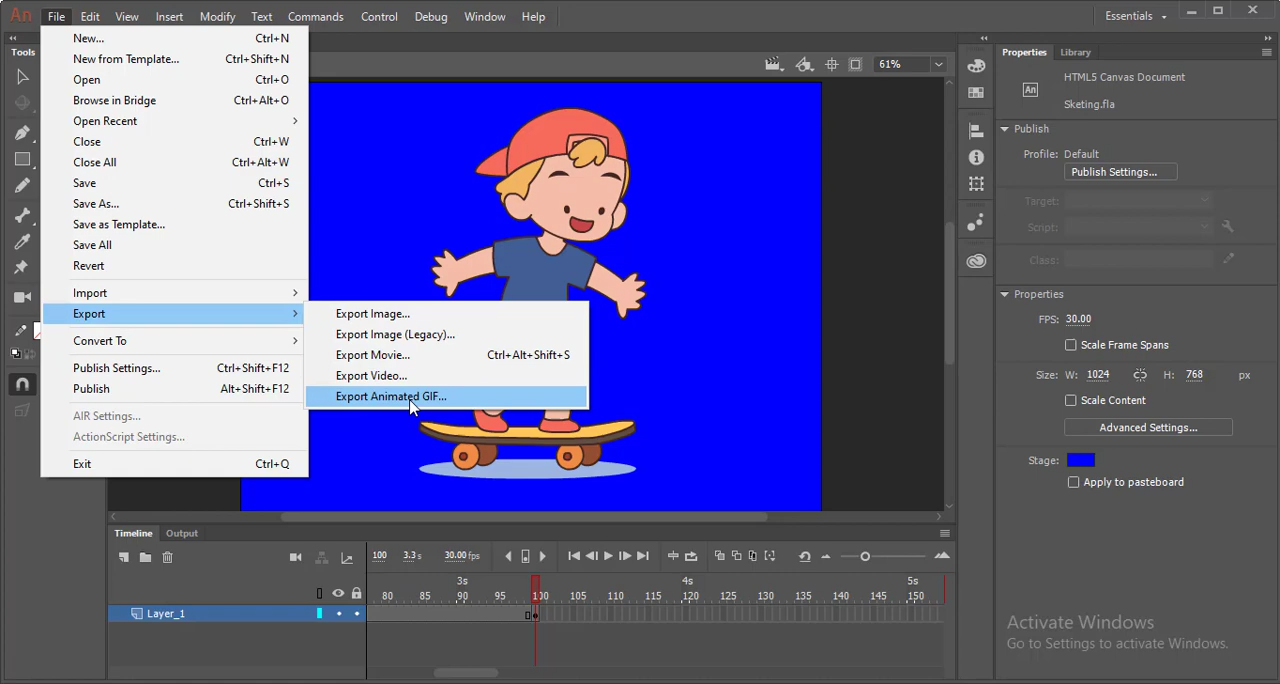 An File Edit View Insert Modify Text Commands Control Debug Window Help Essentials
Tools
New... Ctrl+N
New from Template... Ctrl+Shift+N
Open Ctrl+O
Browse in Bridge Ctrl+Alt+O
Open Recent
Close Ctrl+W
Close All Ctrl+Alt+W
Save Ctrl+S
Save As... Ctrl+Shift+S
Save as Template...
Save All
Revert
Import
Export
Convert To
Publish Settings... Ctrl+Shift+F12
Publish Alt+Shift+F12
AIR Settings...
ActionScript Settings...
Exit Ctrl+Q
Export Image...
Export Image (Legacy)...
Export Movie... Ctrl+Alt+Shift+S
Export Video...
Export Animated GIF...
61%
Properties Library
An HTML5 Canvas Document
Sketing.fla
Publish
Profile: Default
Publish Settings...
Target:
Script:
Class:
Properties
FPS: 30.00
Scale Frame Spans
Size: W: 1024 H: 768 px
Scale Content
Advanced Settings...
Stage:
Apply to pasteboard
Timeline Output
100 3.3 s 30.00 fps
3s 4s 5s
80 85 90 95 100 105 110 115 120 125 130 135 140 145 150
Layer_1
Activate Windows
Go to Settings to activate Windows.